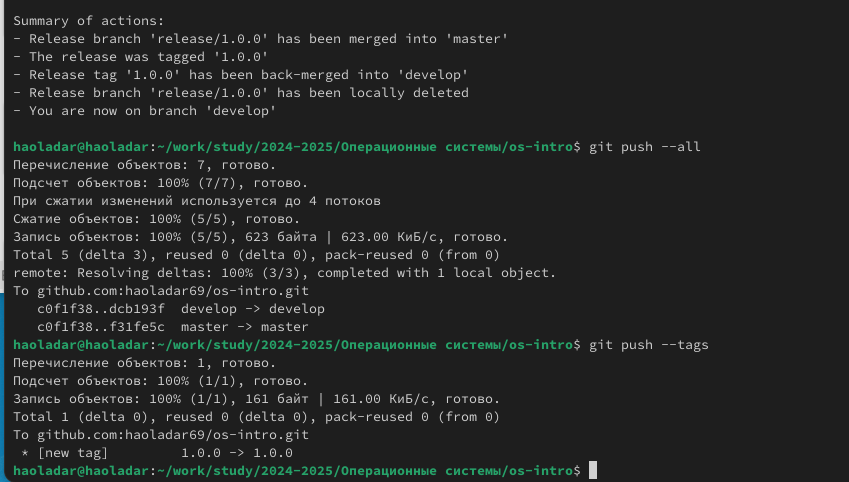 Summary of actions:
- Release branch 'release/1.0.0' has been merged into 'master'
- The release was tagged '1.0.0'
- Release tag '1.0.0' has been back-merged into 'develop'
- Release branch 'release/1.0.0' has been locally deleted
- You are now on branch 'develop'
haoladar@haoladar:~/work/study/2024-2025/Операционные системы/os-intro$ git push --all
Перечисление объектов: 7, готово.
Подсчет объектов: 100% (7/7), готово.
При сжатии изменений используется до 4 потоков
Сжатие объектов: 100% (5/5), готово.
Запись объектов: 100% (5/5), 623 байта | 623.00 КиБ/с, готово.
Total 5 (delta 3), reused 0 (delta 0), pack-reused 0 (from 0)
remote: Resolving deltas: 100% (3/3), completed with 1 local object.
To github.com:haoladar69/os-intro.git
   c0f1f38..dcb193f  develop -> develop
   c0f1f38..f31fe5c  master -> master
haoladar@haoladar:~/work/study/2024-2025/Операционные системы/os-intro$ git push --tags
Перечисление объектов: 1, готово.
Подсчет объектов: 100% (1/1), готово.
Запись объектов: 100% (1/1), 161 байт | 161.00 КиБ/с, готово.
Total 1 (delta 0), reused 0 (delta 0), pack-reused 0 (from 0)
To github.com:haoladar69/os-intro.git
 * [new tag]         1.0.0 -> 1.0.0
haoladar@haoladar:~/work/study/2024-2025/Операционные системы/os-intro$